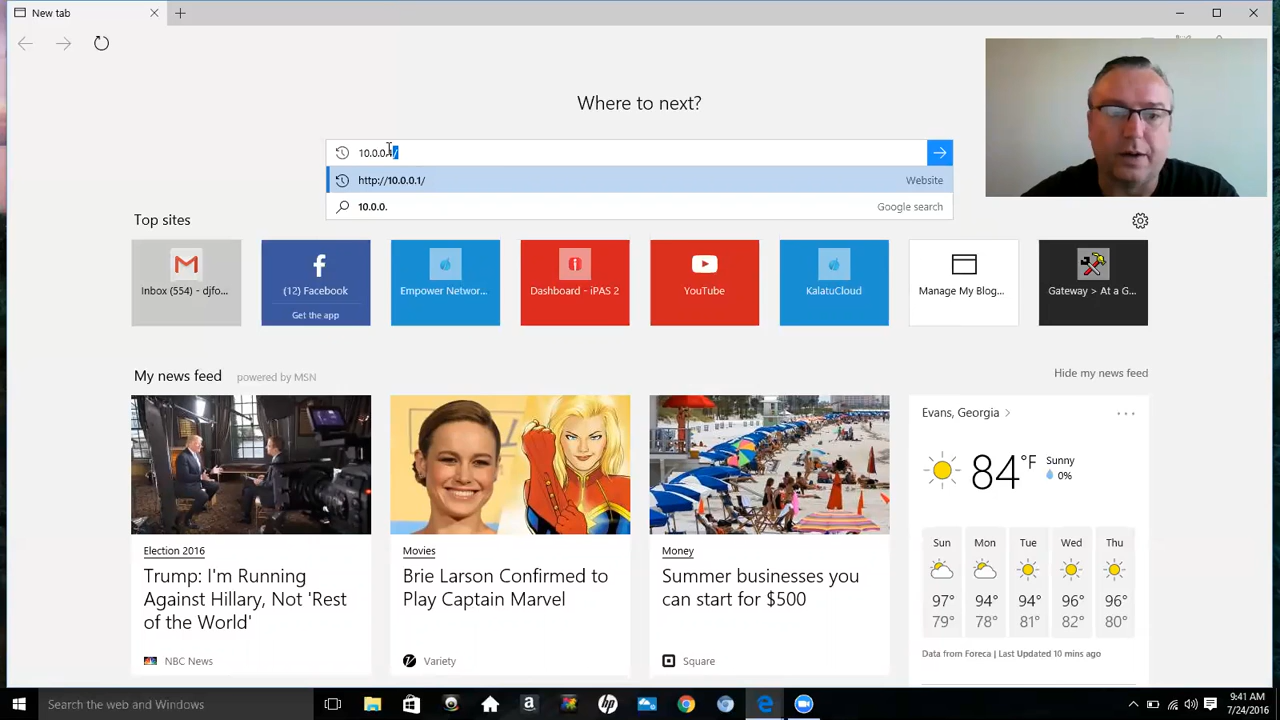 New tab
Where to next?
10.0.0.1/
http://10.0.0.1/ Website
10.0.0. Google search
Top sites
Inbox (554) - djfo...
(12) Facebook
Get the app
Empower Networ...
Dashboard - iPAS 2
YouTube
KalatuCloud
Manage My Blog...
Gateway > At a G...
My news feed powered by MSN
Hide my news feed
Election 2016
Trump: I'm Running
Against Hillary, Not 'Rest
of the World'
NBC News
Movies
Brie Larson Confirmed to
Play Captain Marvel
Variety
Money
Summer businesses you
can start for $500
Square
Evans, Georgia
84°F
Sunny
0%
Sun Mon Tue Wed Thu
97° 94° 94° 96° 96°
79° 78° 81° 82° 80°
Data from Foreca | Last Updated 10 mins ago
Search the web and Windows
9:41 AM
7/24/2016